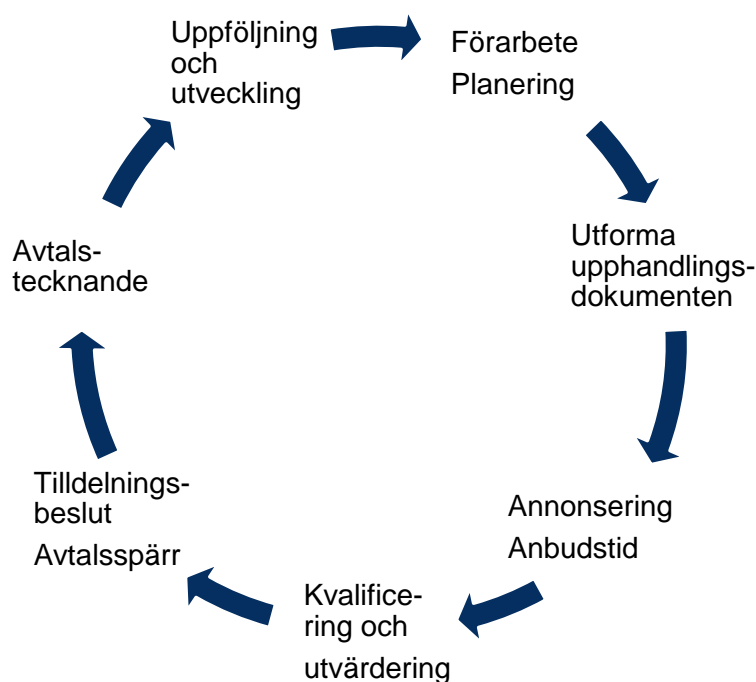 Uppföljning
och
utveckling
Förarbete
Planering
Utforma
upphandlings-
dokumenten
Annonsering
Anbudstid
Kvalifice-
ring och
utvärdering
Tilldelnings-
beslut
Avtalsspärr
Avtals-
tecknande